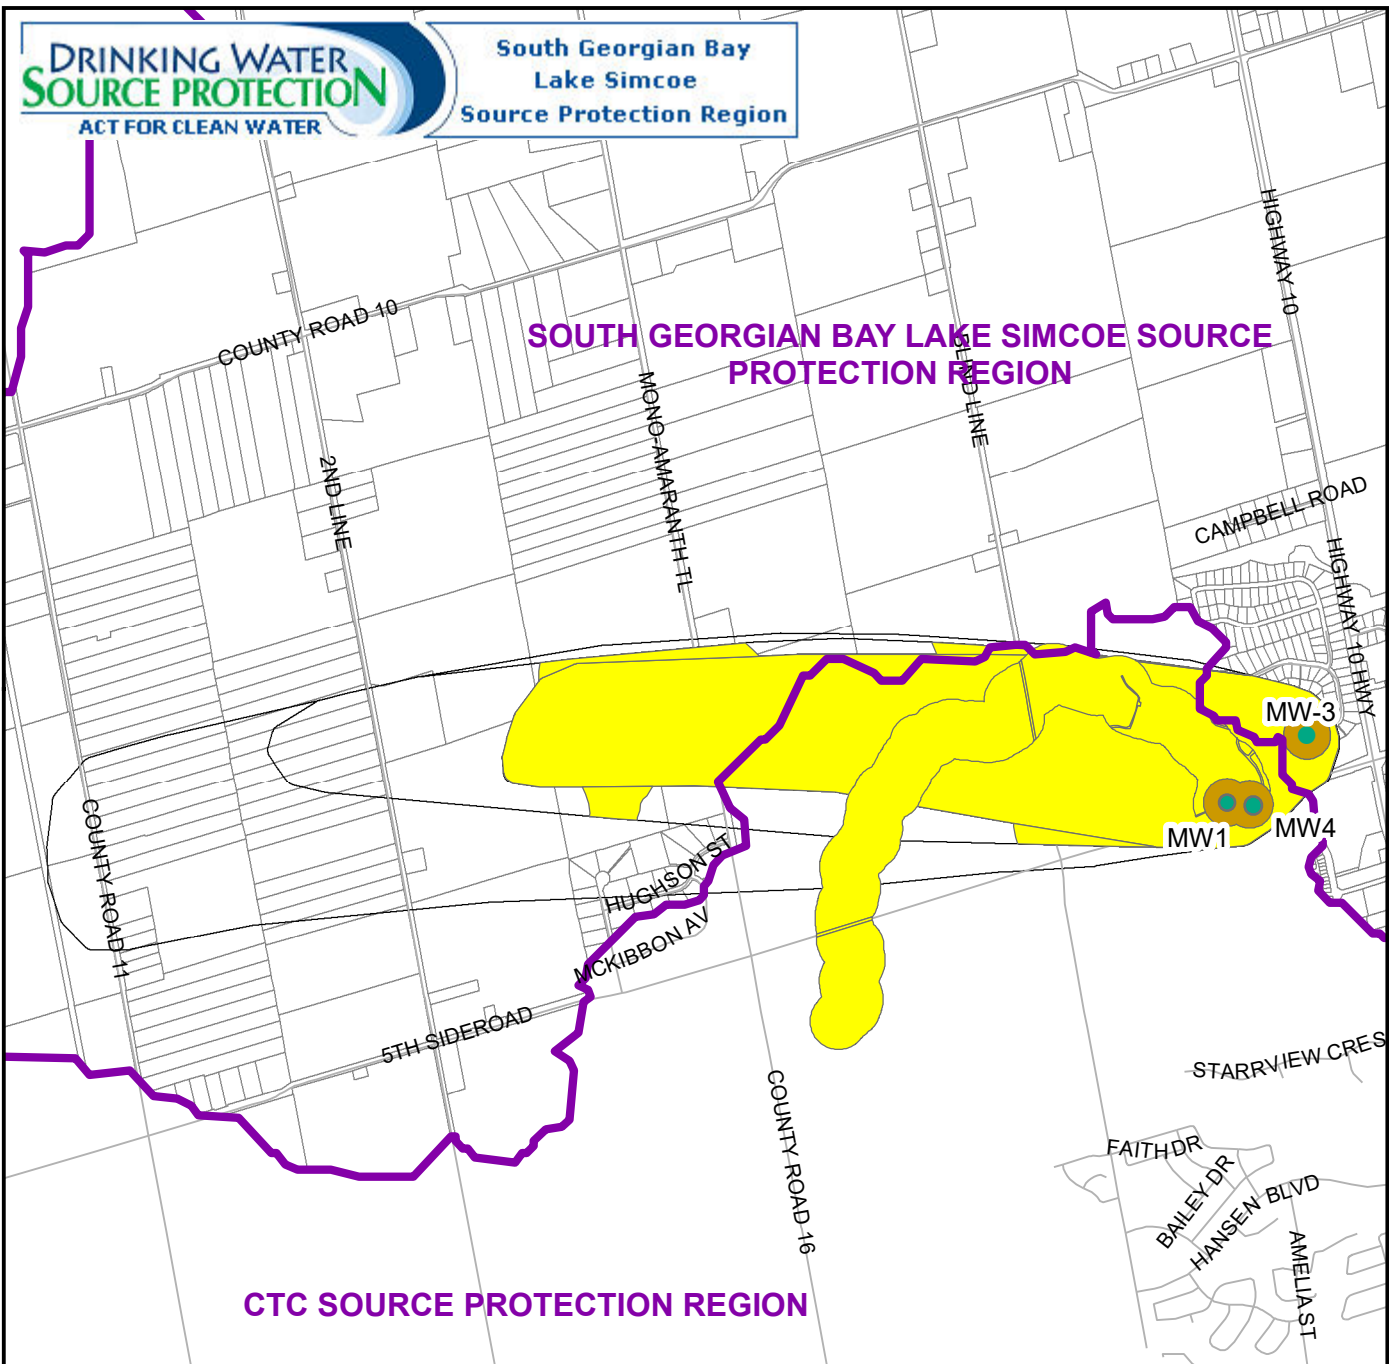 DRINKING WATER
SOURCE PROTECTION
ACT FOR CLEAN WATER
South Georgian Bay
Lake Simcoe
Source Protection Region
HIGHWAY 10
COUNTY ROAD 10
SOUTH GEORGIAN BAY LAKE SIMCOE SOURCE
PROTECTION REGION
BLIND LINE
MONO-AMARANTH TL
2ND LINE
CAMPBELL ROAD
HIGHWAY 10 HWY
MW-3
MW1
MW4
COUNTY ROAD 11
HUGHSON ST
MCKIBBON AV
5TH SIDEROAD
STARRVIEW CRES
COUNTY ROAD 16
FAITH DR
BAILEY DR
HANSEN BLVD
AMELIA ST
CTC SOURCE PROTECTION REGION